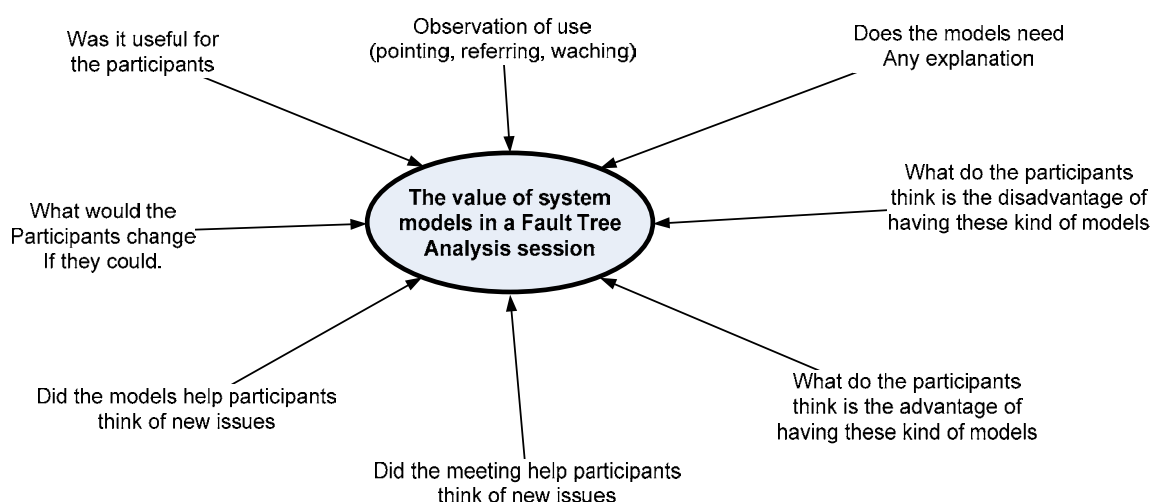 Was it useful for
the participants
Observation of use
(pointing, referring, waching)
Does the models need
Any explanation
What do the participants
think is the disadvantage of
having these kind of models
The value of system
models in a Fault Tree
Analysis session
What would the
Participants change
If they could.
Did the models help participants
think of new issues
What do the participants
think is the advantage of
having these kind of models
Did the meeting help participants
think of new issues